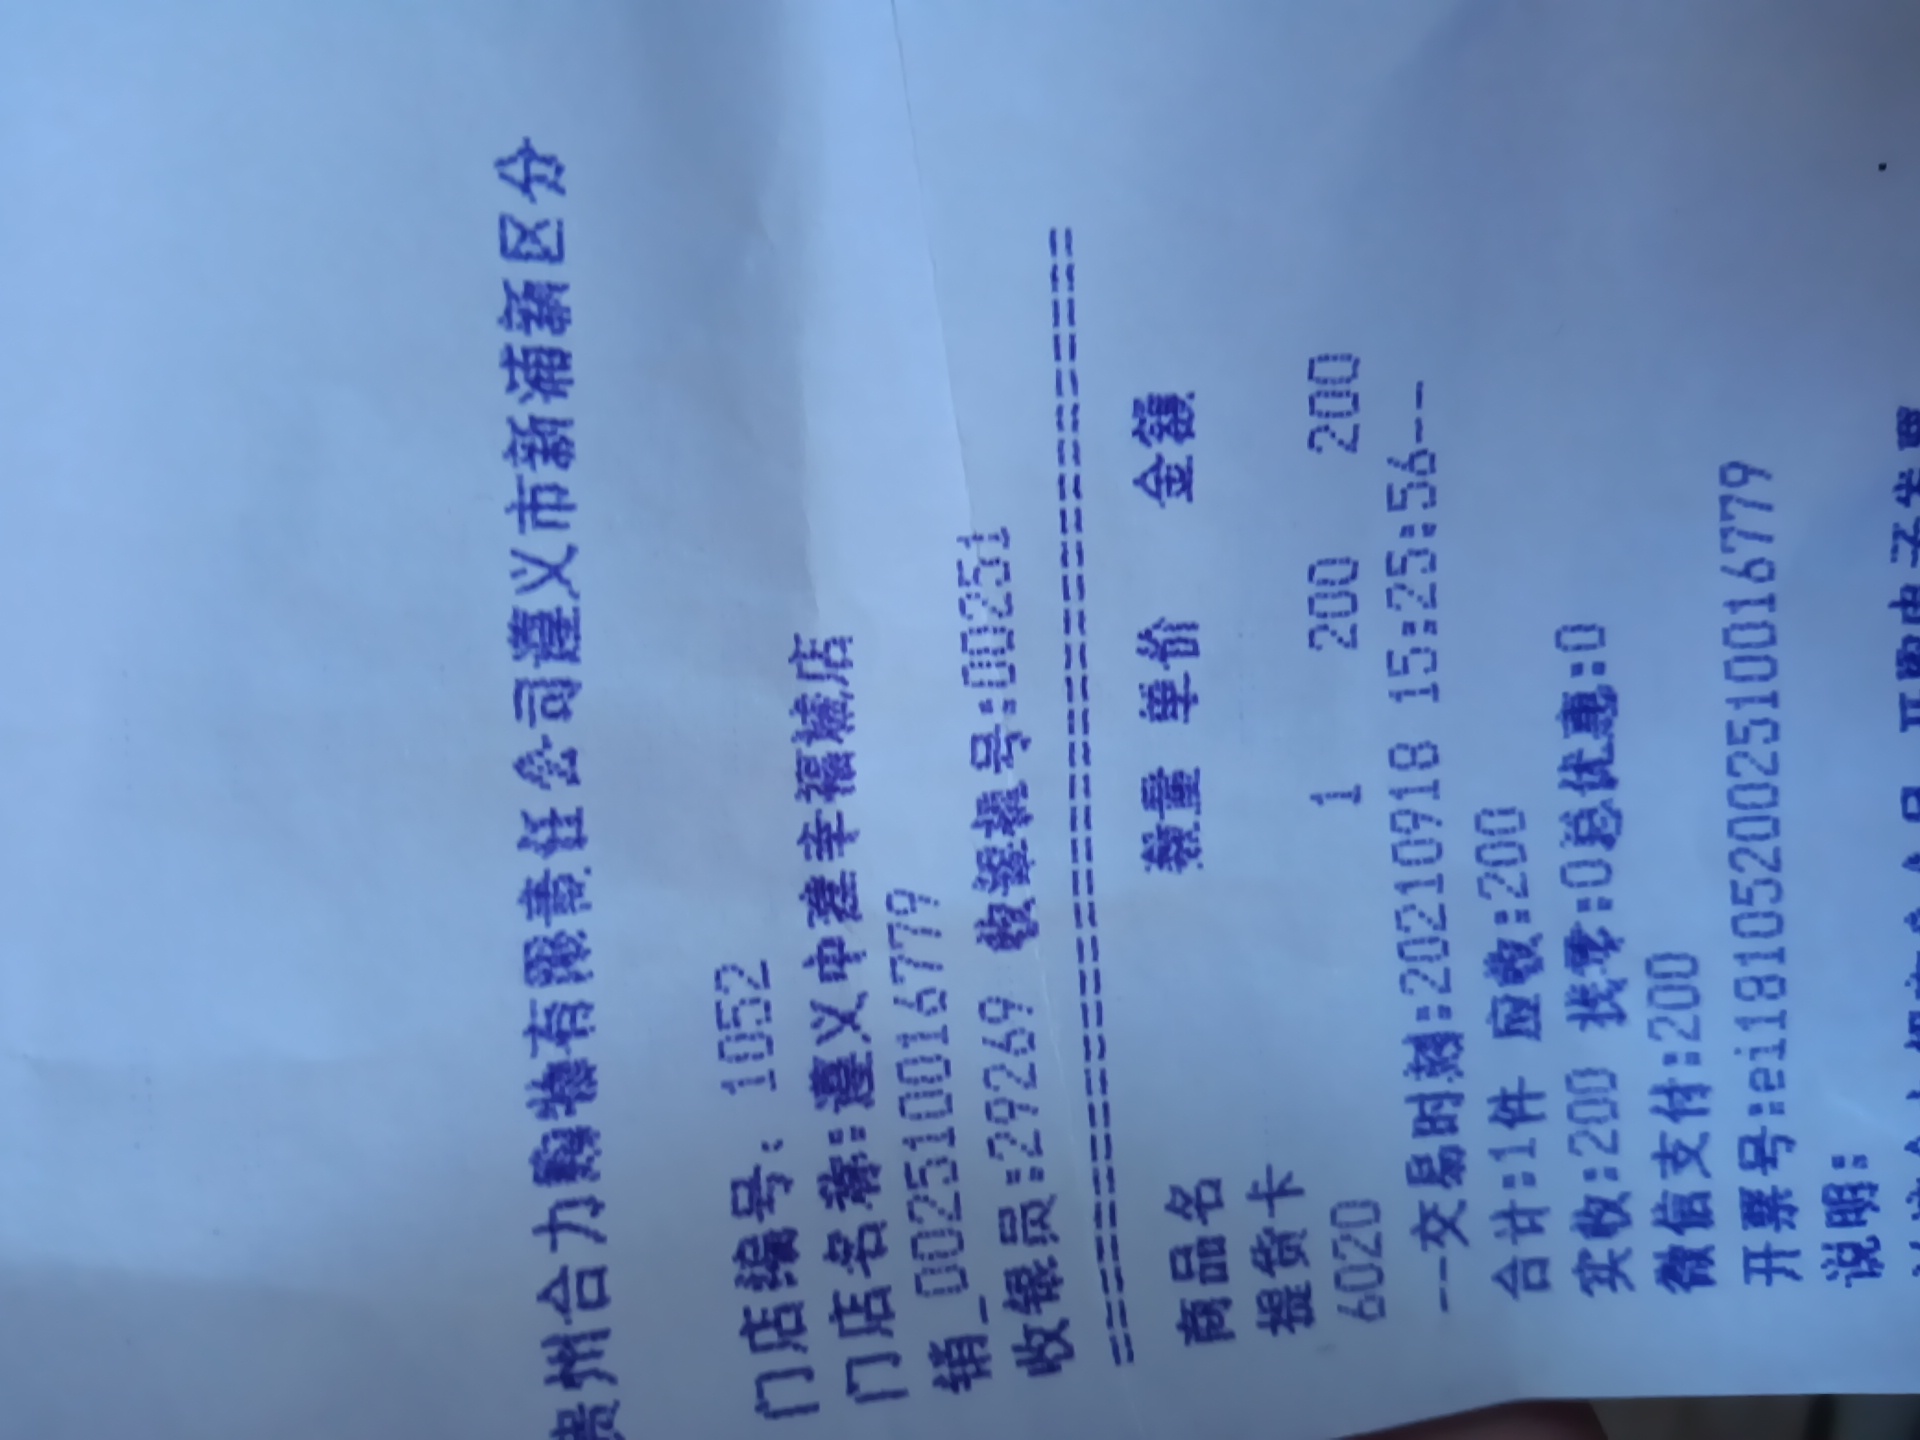 贵州合力购物有限责任公司遵义市新浦新区分
门店编号: 1052
门店名称:遵义中建幸福城店
销_002510016779
收银员:29269 收银机号:00251
================================
商品名 数量 单价 金额
提货卡
6020 1 200 200
--交易时刻:20210918 15:25:56--
合计:1件 应收:200
实收:200 找零:0总优惠:0
微信支付:200
开票号:ei1181052002510016779
说明: